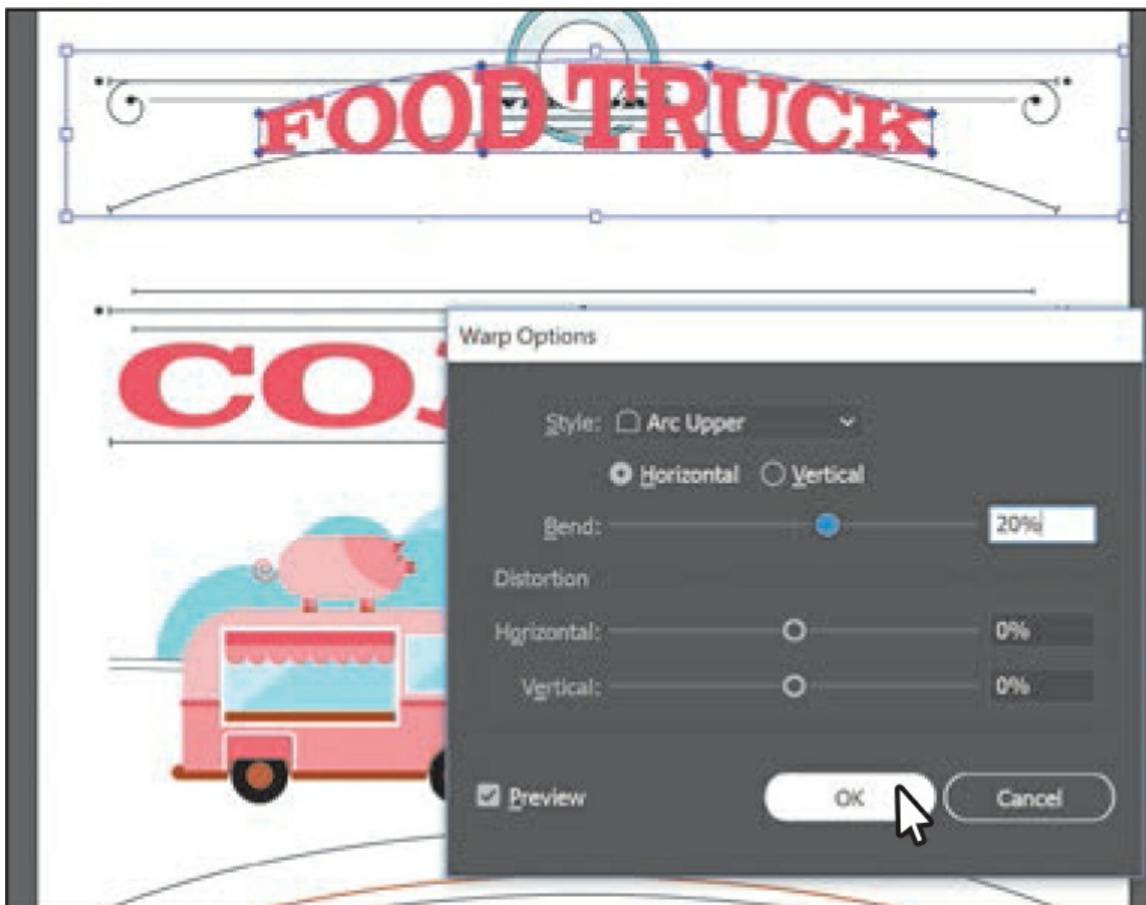 FOOD TRUCK
CO
Warp Options
Style: Arc Upper
Horizontal Vertical
Bend: 20%
Distortion
Horizontal: 0%
Vertical: 0%
Preview OK Cancel